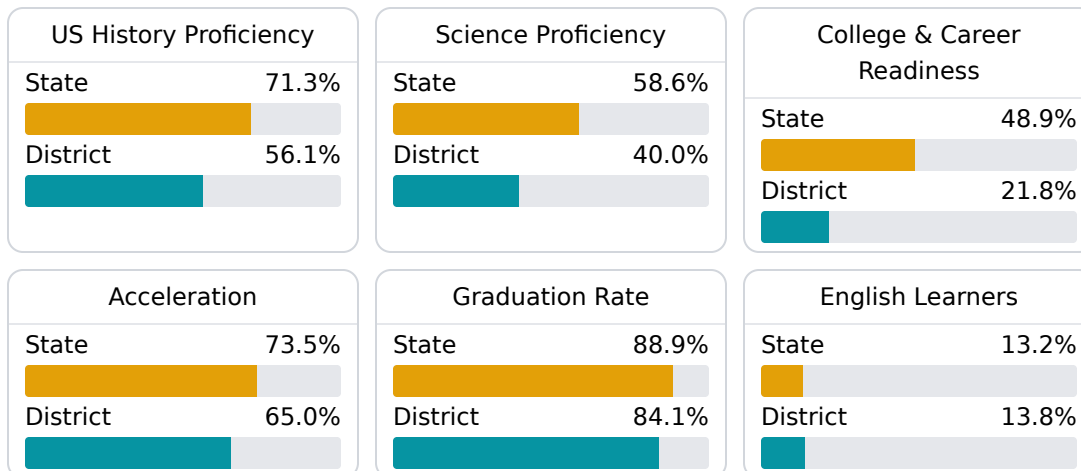 US History Proficiency
State 71.3%
District 56.1%
Science Proficiency
State 58.6%
District 40.0%
College & Career
Readiness
State 48.9%
District 21.8%
Acceleration
State 73.5%
District 65.0%
Graduation Rate
State 88.9%
District 84.1%
English Learners
State 13.2%
District 13.8%